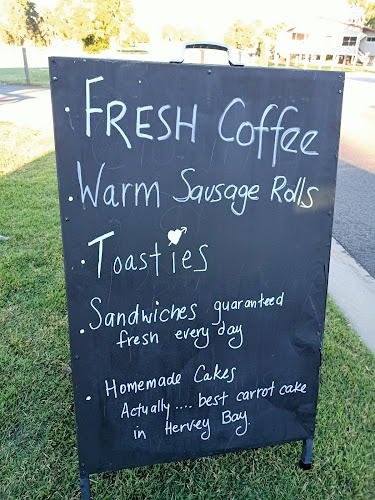 · FRESH Coffee
· Warm Sausage Rolls
· Toasties
· Sandwiches guaranteed
fresh every day
· Homemade Cakes
Actually.... best carrot cake
in Hervey Bay.